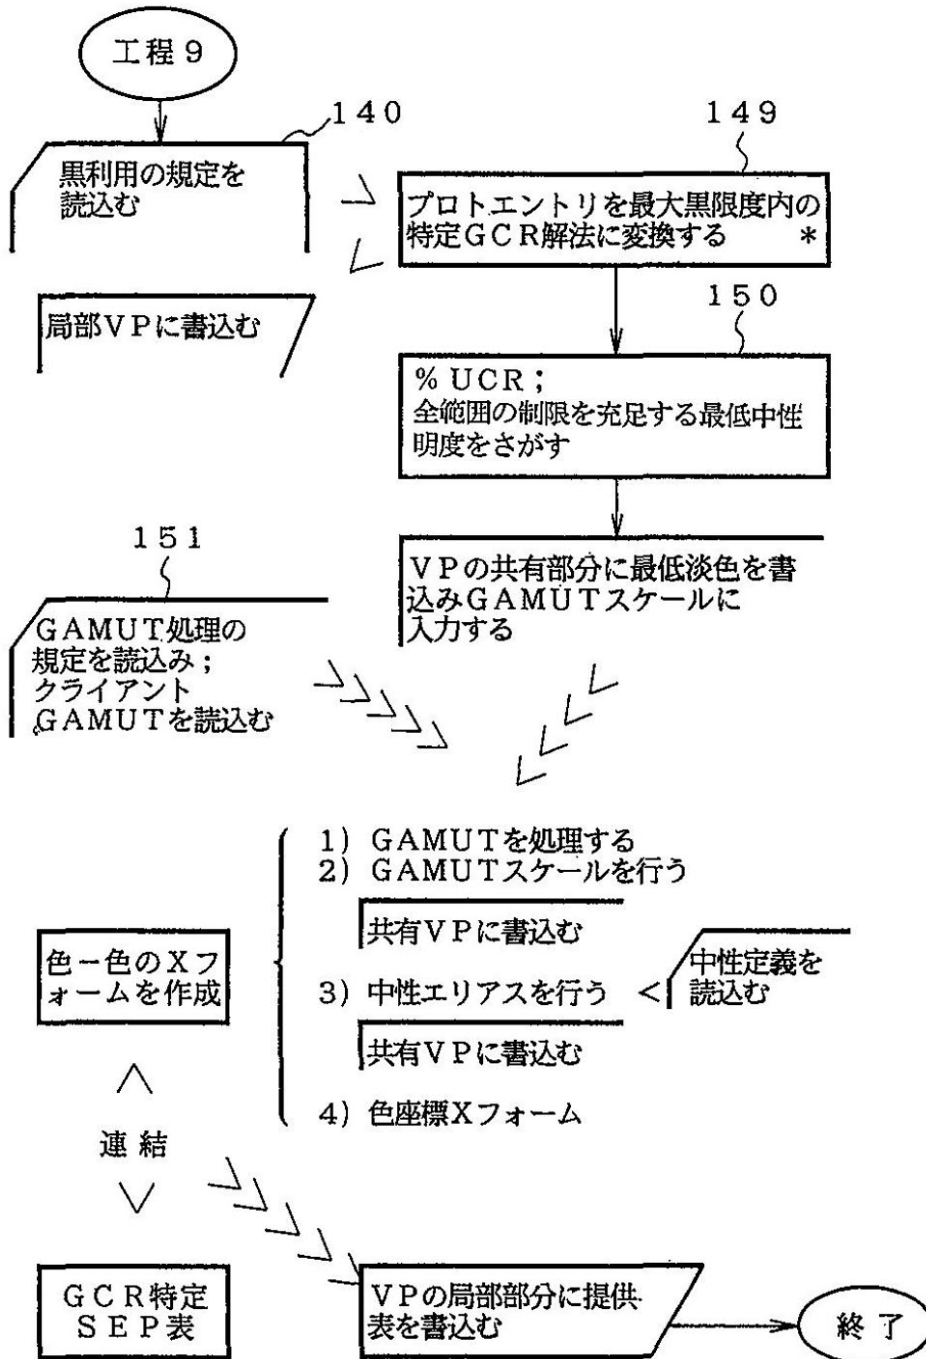 工程9
140
黒利用の規定を
読込む
149
プロトエントリを最大黒限度内の
特定GCR解法に変換する *
局部VPに書込む
150
% UCR；
全範囲の制限を充足する最低中性
明度をさがす
VPの共有部分に最低淡色を書
込みGAMUTスケールに
入力する
151
GAMUT処理の
規定を読込み；
クライアント
GAMUTを読込む
1) GAMUTを処理する
2) GAMUTスケールを行う
共有VPに書込む
色－色のXフ
ォームを作成
3) 中性エリアスを行う
中性定義を
読込む
共有VPに書込む
4) 色座標Xフォーム
連結
GCR特定
SEP表
VPの局部部分に提供
表を書込む
終了